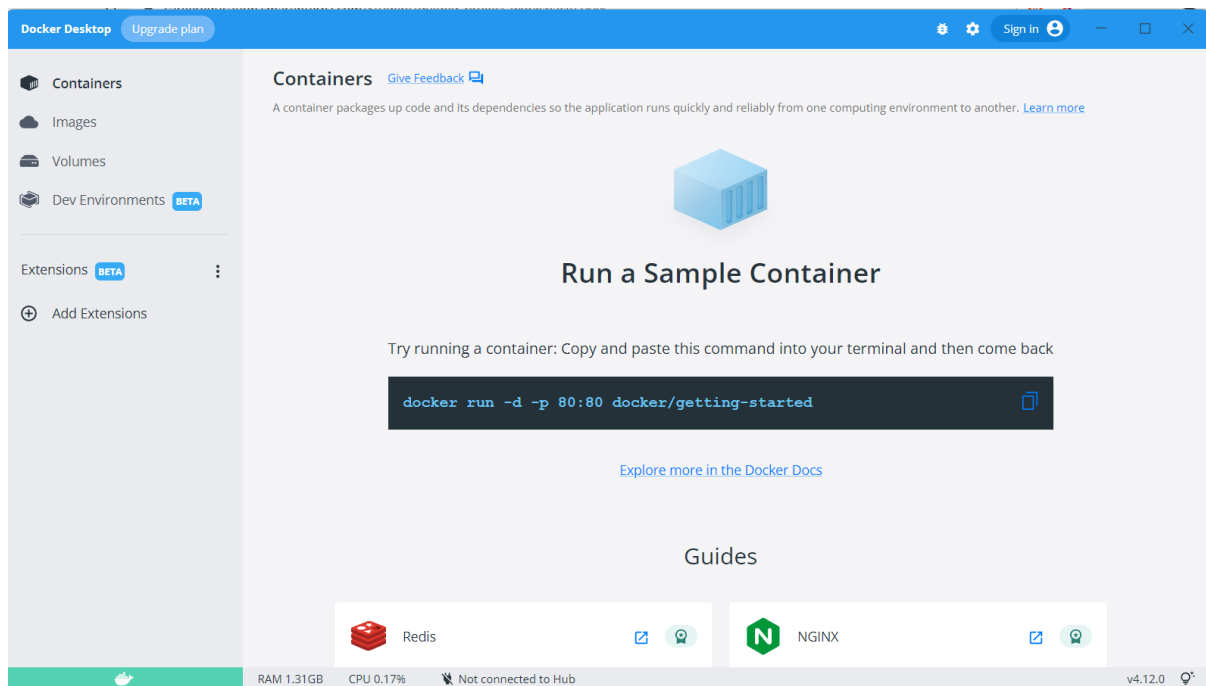 Docker Desktop Upgrade plan Sign in
Containers
Images
Volumes
Dev Environments BETA
Extensions BETA
Add Extensions
Containers Give Feedback
A container packages up code and its dependencies so the application runs quickly and reliably from one computing environment to another. Learn more
Run a Sample Container
Try running a container: Copy and paste this command into your terminal and then come back
docker run -d -p 80:80 docker/getting-started
Explore more in the Docker Docs
Guides
Redis
NGINX
RAM 1.31GB CPU 0.17% Not connected to Hub v4.12.0